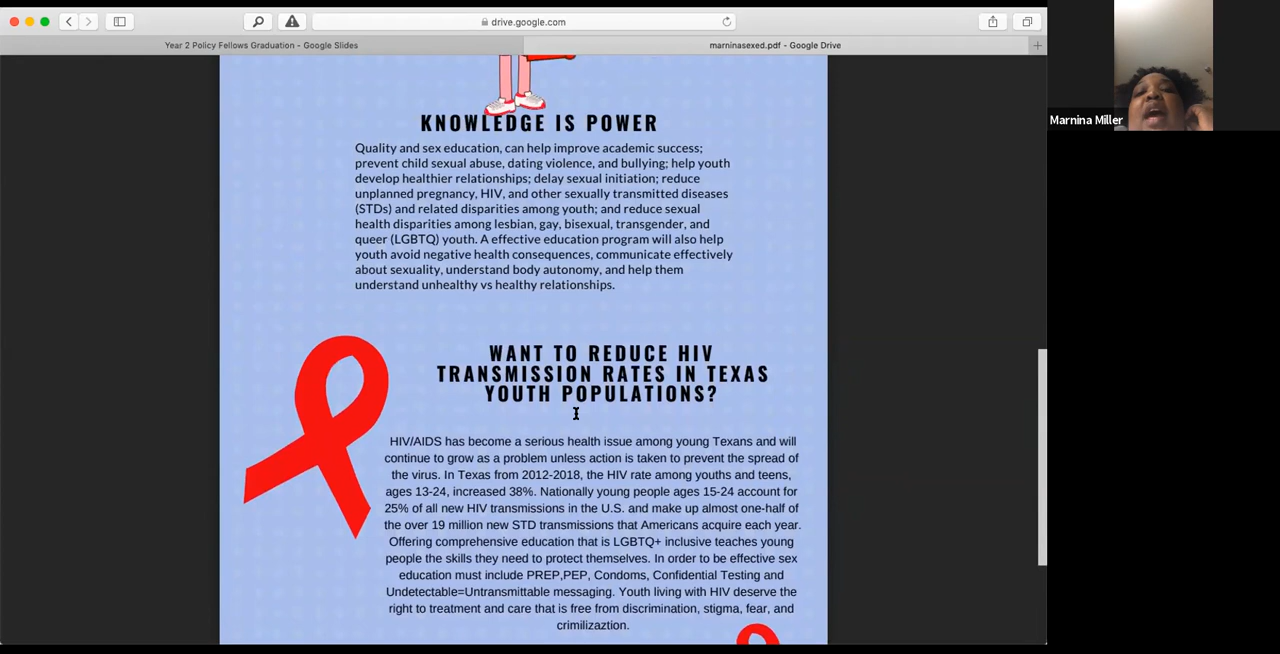 drive.google.com
Year 2 Policy Fellows Graduation - Google Slides
marninasexed.pdf - Google Drive
Marnina Miller
KNOWLEDGE IS POWER
Quality and sex education, can help improve academic success;
prevent child sexual abuse, dating violence, and bullying; help youth
develop healthier relationships; delay sexual initiation; reduce
unplanned pregnancy, HIV, and other sexually transmitted diseases
(STDs) and related disparities among youth; and reduce sexual
health disparities among lesbian, gay, bisexual, transgender, and
queer (LGBTQ) youth. A effective education program will also help
youth avoid negative health consequences, communicate effectively
about sexuality, understand body autonomy, and help them
understand unhealthy vs healthy relationships.
WANT TO REDUCE HIV
TRANSMISSION RATES IN TEXAS
YOUTH POPULATIONS?
HIV/AIDS has become a serious health issue among young Texans and will
continue to grow as a problem unless action is taken to prevent the spread of
the virus. In Texas from 2012-2018, the HIV rate among youths and teens,
ages 13-24, increased 38%. Nationally young people ages 15-24 account for
25% of all new HIV transmissions in the U.S. and make up almost one-half of
the over 19 million new STD transmissions that Americans acquire each year.
Offering comprehensive education that is LGBTQ+ inclusive teaches young
people the skills they need to protect themselves. In order to be effective sex
education must include PREP,PEP, Condoms, Confidential Testing and
Undetectable=Untransmittable messaging. Youth living with HIV deserve the
right to treatment and care that is free from discrimination, stigma, fear, and
crimilizaztion.